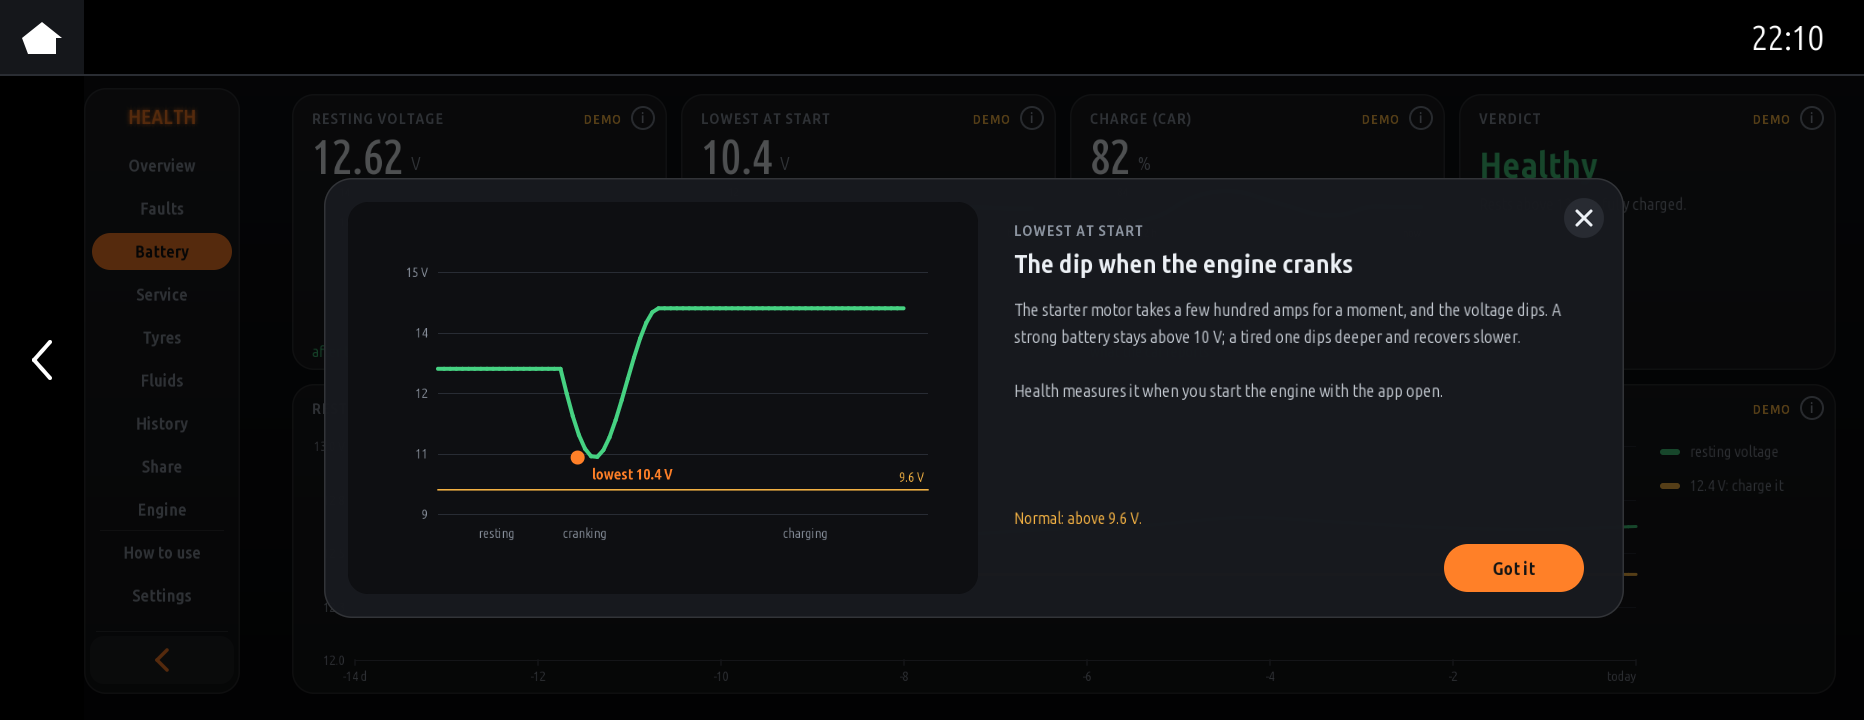 22:10
HEALTH
Overview
Faults
Battery
Service
Tyres
Fluids
History
Share
Engine
How to use
Settings
RESTING VOLTAGE DEMO i
12.62 V
LOWEST AT START DEMO i
10.4 V
CHARGE (CAR) DEMO i
82 %
VERDICT DEMO i
Healthy
charged.
LOWEST AT START
The dip when the engine cranks
The starter motor takes a few hundred amps for a moment, and the voltage dips. A
strong battery stays above 10 V; a tired one dips deeper and recovers slower.
Health measures it when you start the engine with the app open.
Normal: above 9.6 V.
Got it
15 V
14
12
11
9
lowest 10.4 V
9.6 V
resting cranking charging
DEMO i
resting voltage
12.4 V: charge it
12.0
-14 d -12 -10 -8 -6 -4 -2 today